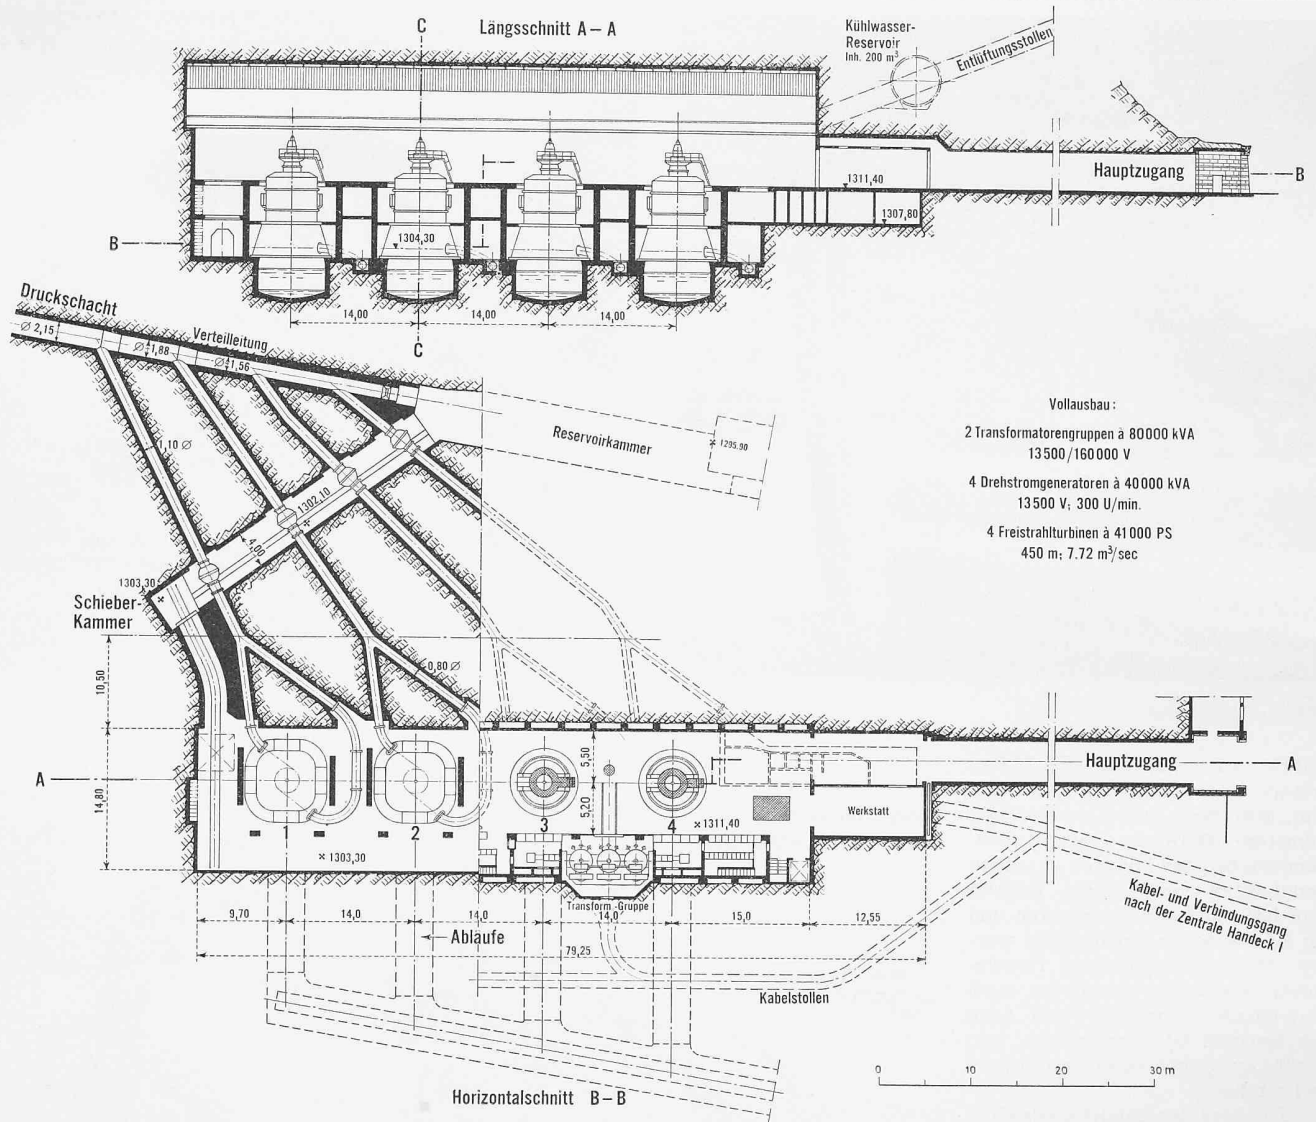 C
Längsschnitt A – A
Kühlwasser-
Reservoir
Inh. 200 m³
Entlüftungsstollen
Hauptzugang
B
1311,40
1307,80
B
1304,30
14,00
14,00
14,00
C
Druckschacht
Ø 2,15
Verteilleitung
Ø 1,88
Ø 1,56
Reservoirkammer
1295.90
1,10 Ø
1302,10
4,00
1303,30
Schieber-
Kammer
0,80 Ø
10,50
14,80
Vollausbau :
2 Transformatorengruppen à 80000 kVA
13500/160000 V
4 Drehstromgeneratoren à 40000 kVA
13500 V; 300 U/min.
4 Freistrahlturbinen à 41000 PS
450 m; 7.72 m³/sec
A
1
2
3
4
5,50
5,20
1303,30
1311,40
Werkstatt
Hauptzugang
A
Transform.-Gruppe
Kabel- und Verbindungsgang
nach der Zentrale Handeck I
9,70
14,0
14,0
14,0
15,0
12,55
Abläufe
79,25
Kabelstollen
Horizontalschnitt B – B
0
10
20
30 m